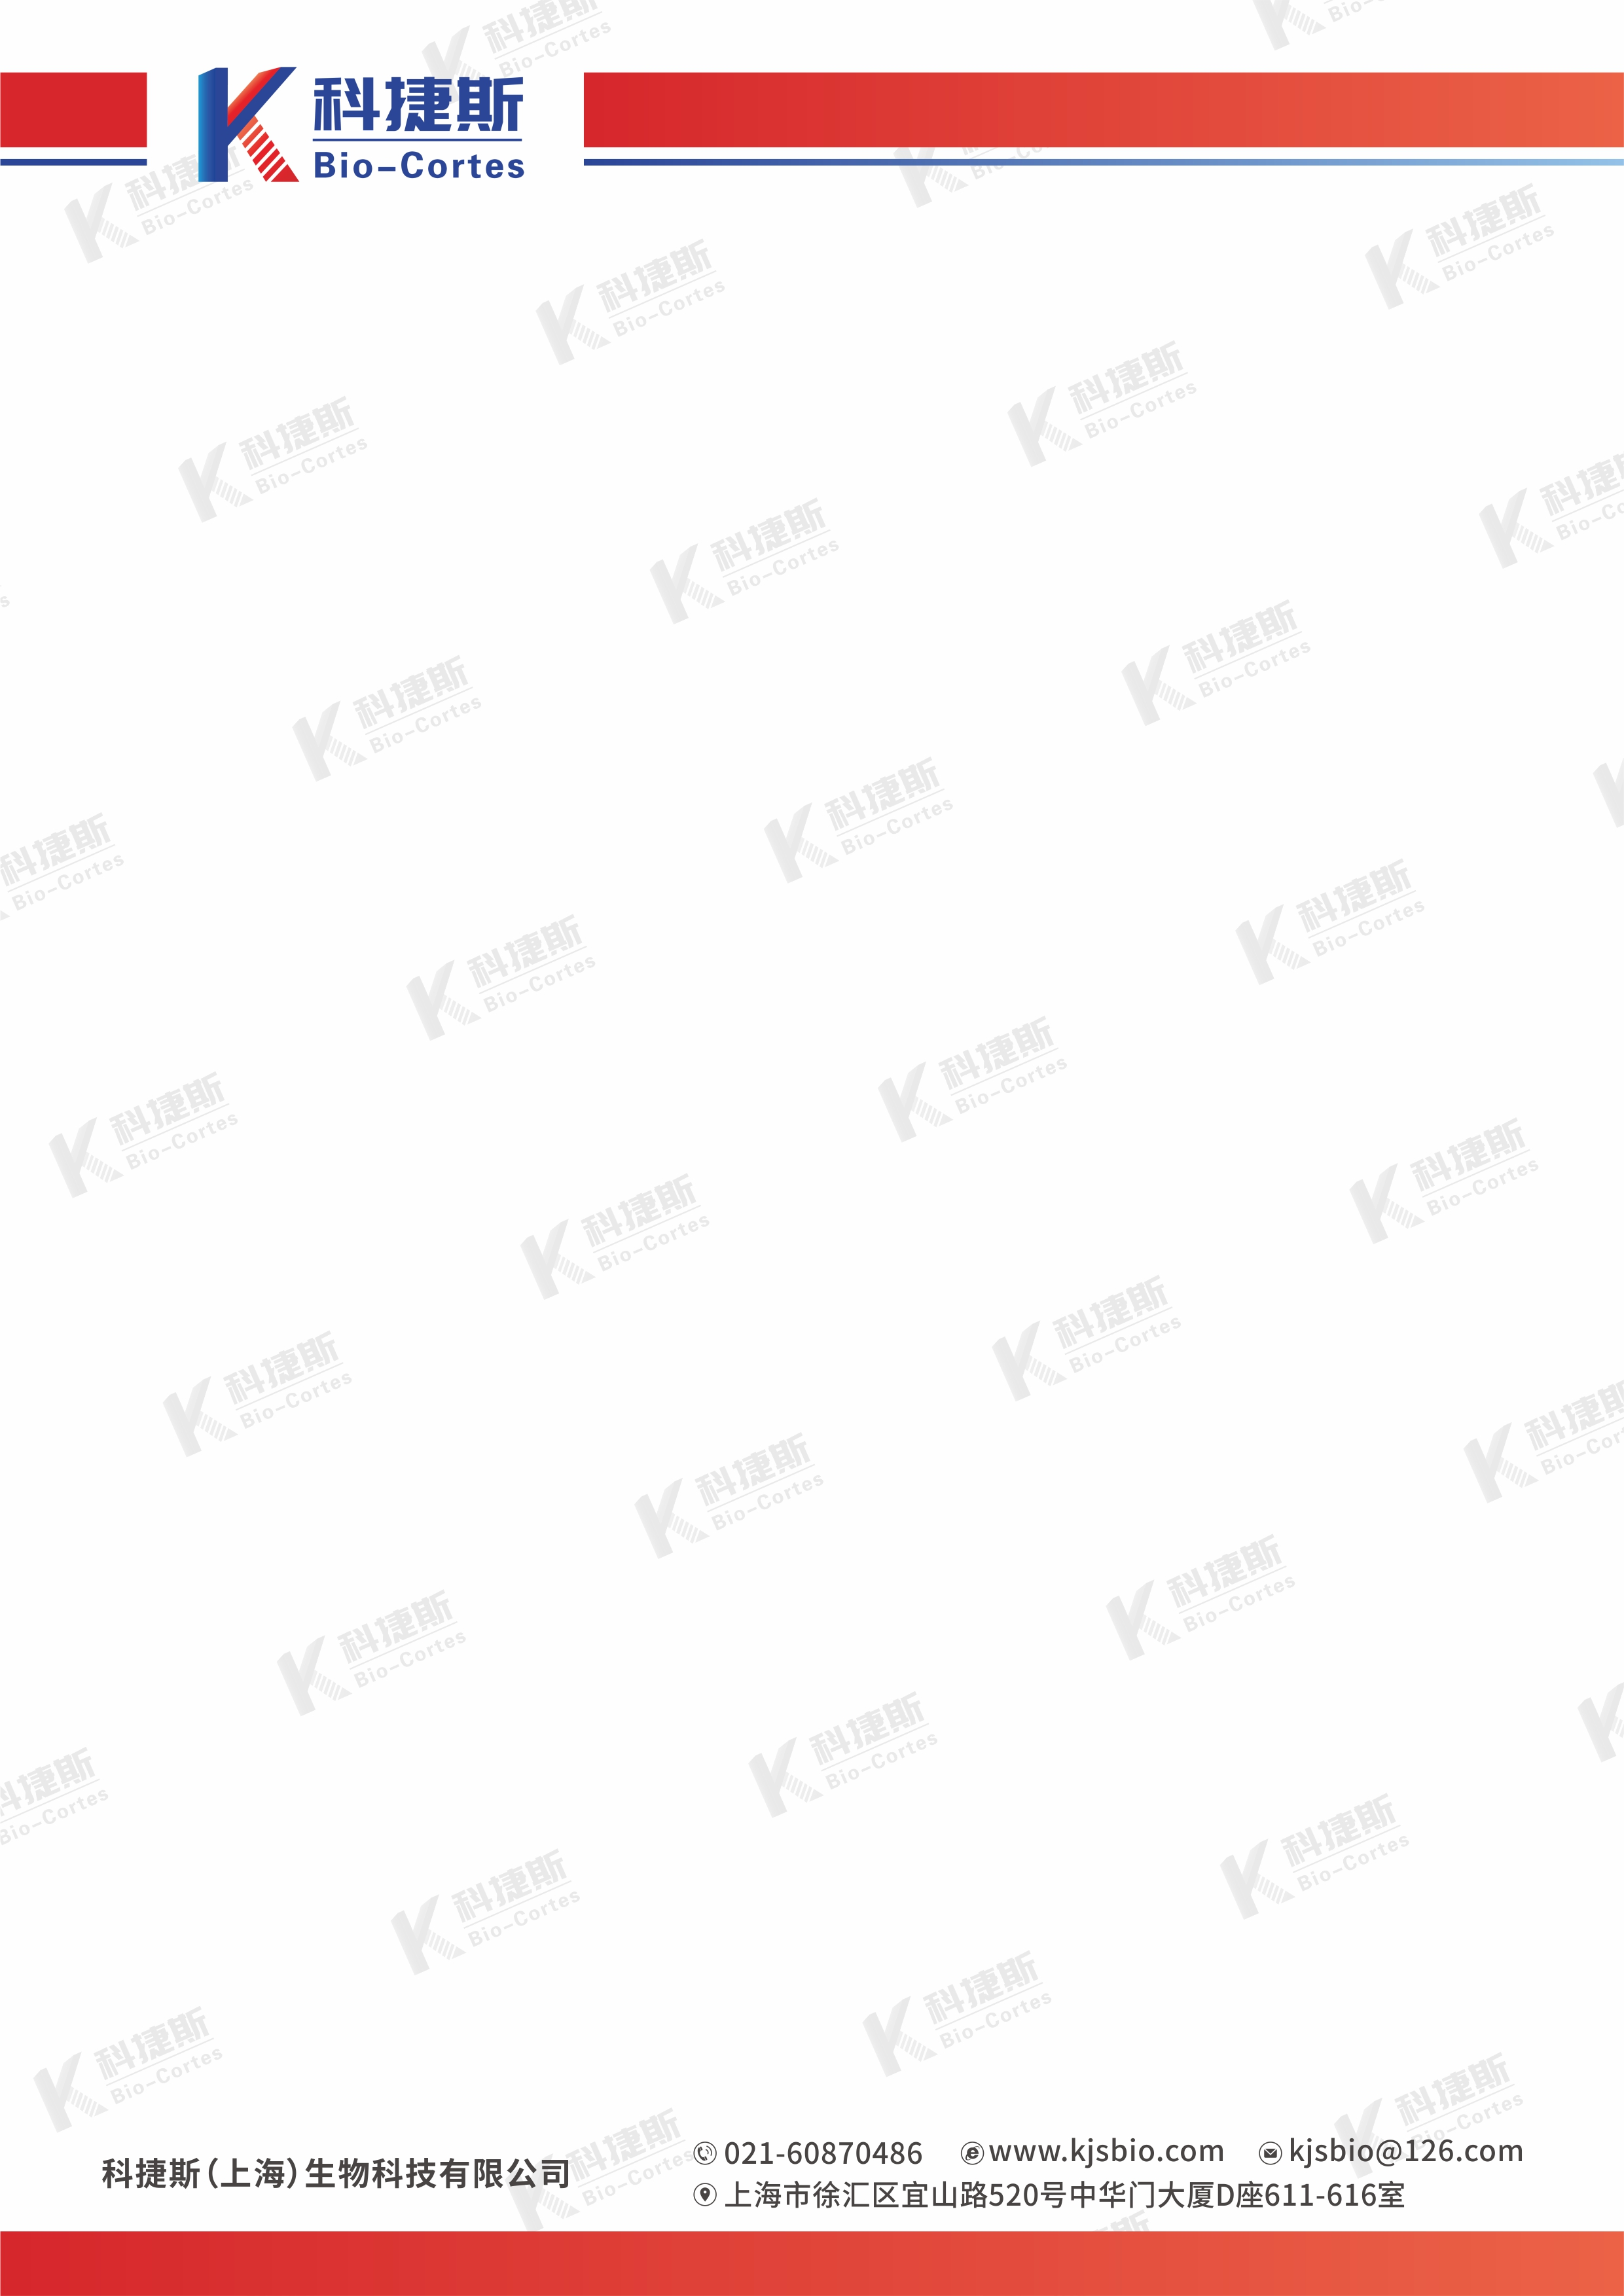 科捷斯
Bio-Cortes
科捷斯（上海）生物科技有限公司
021-60870486 www.kjsbio.com kjsbio@126.com
上海市徐汇区宜山路520号中华门大厦D座611-616室